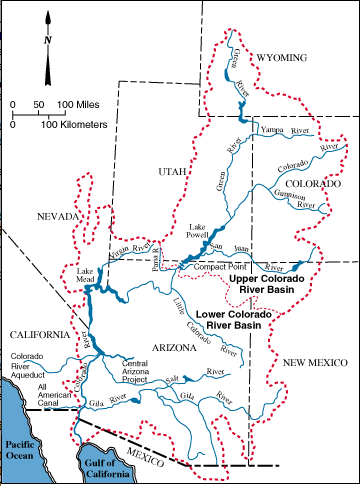 N
0 50 100 Miles
0 100 Kilometers
WYOMING
Green
River
Yampa River
UTAH
Green
River
Colorado River
COLORADO
Gunnison
River
NEVADA
Lake
Powell
Virgin River
Paria R.
San Juan
River
Compact Point
Lake
Mead
Upper Colorado
River Basin
Little
Colorado
River
Lower Colorado
River Basin
CALIFORNIA
River
ARIZONA
NEW MEXICO
Colorado
River
Aqueduct
Central
Arizona
Project
Colorado
All
American
Canal
Salt River
Gila River
Gila River
MEXICO
Pacific
Ocean
Gulf of
California